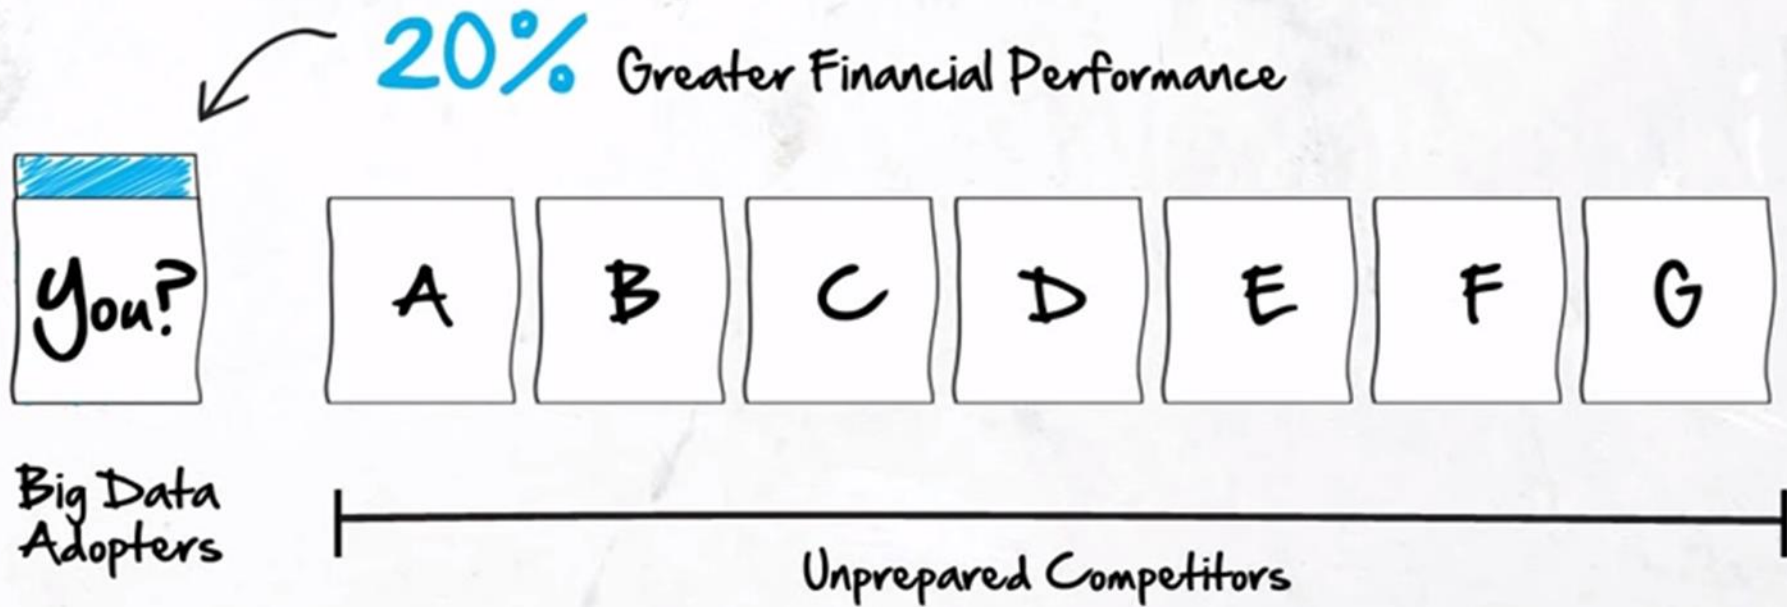 20% Greater Financial Performance
You?
A B C D E F G
Big Data
Adopters
Unprepared Competitors